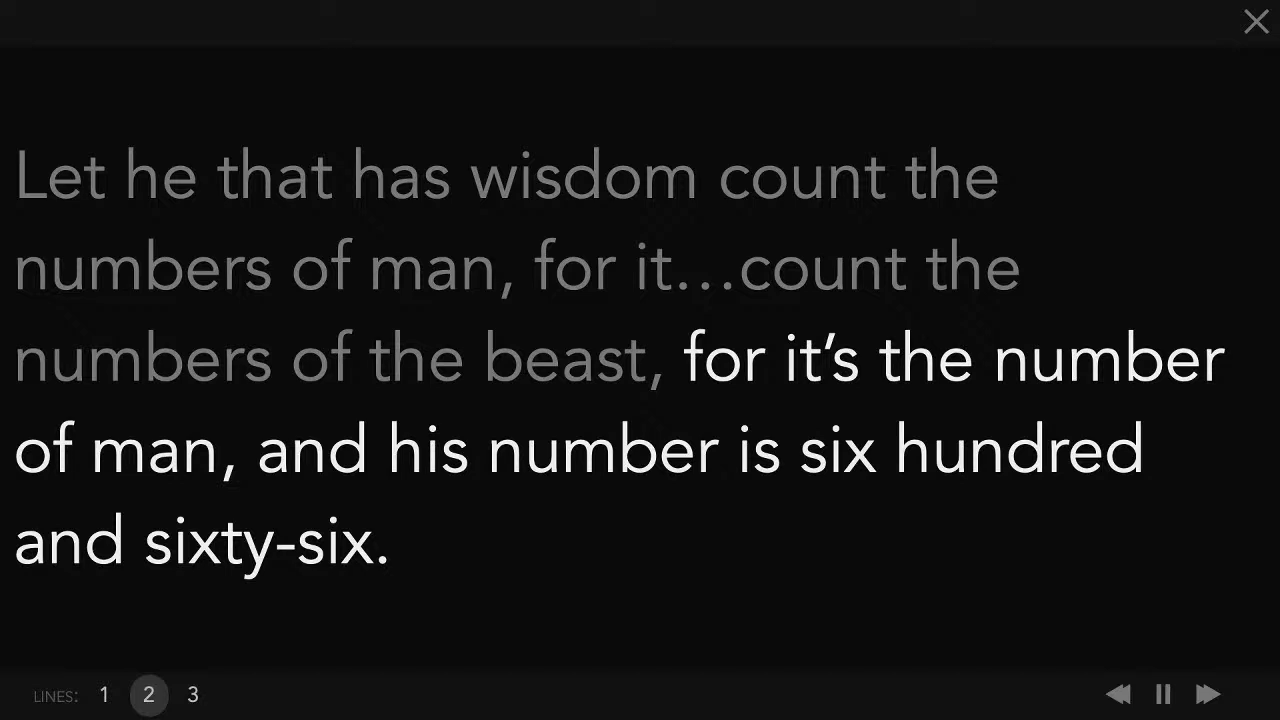 Let he that has wisdom count the
numbers of man, for it…count the
numbers of the beast, for it’s the number
of man, and his number is six hundred
and sixty-six.
LINES: 1 2 3